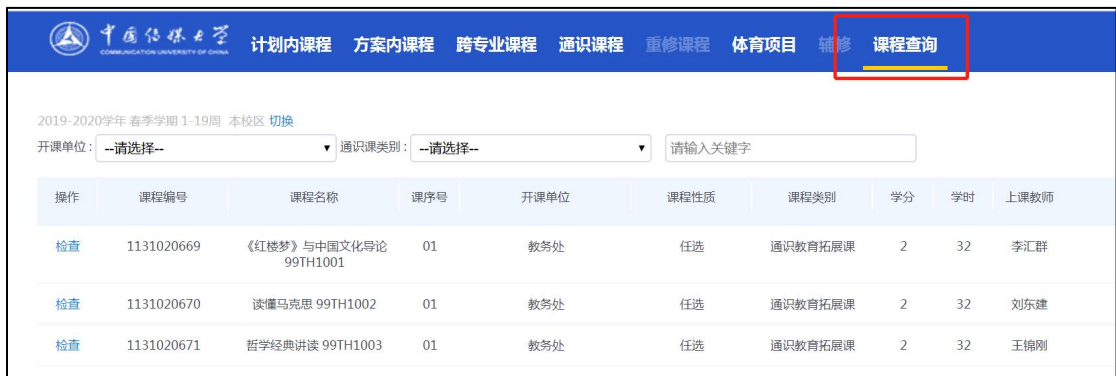 中国传媒大学 计划内课程 方案内课程 跨专业课程 通识课程 重修课程 体育项目 辅修 课程查询
COMMUNICATION UNIVERSITY OF CHINA
2019-2020学年 春季学期 1-19周 本校区 切换
开课单位: --请选择-- 通识课类别: --请选择-- 请输入关键字
操作 课程编号 课程名称 课序号 开课单位 课程性质 课程类别 学分 学时 上课教师
检查 1131020669 《红楼梦》与中国文化导论 01 教务处 任选 通识教育拓展课 2 32 李汇群
99TH1001
检查 1131020670 读懂马克思 99TH1002 01 教务处 任选 通识教育拓展课 2 32 刘东建
检查 1131020671 哲学经典讲读 99TH1003 01 教务处 任选 通识教育拓展课 2 32 王锦刚